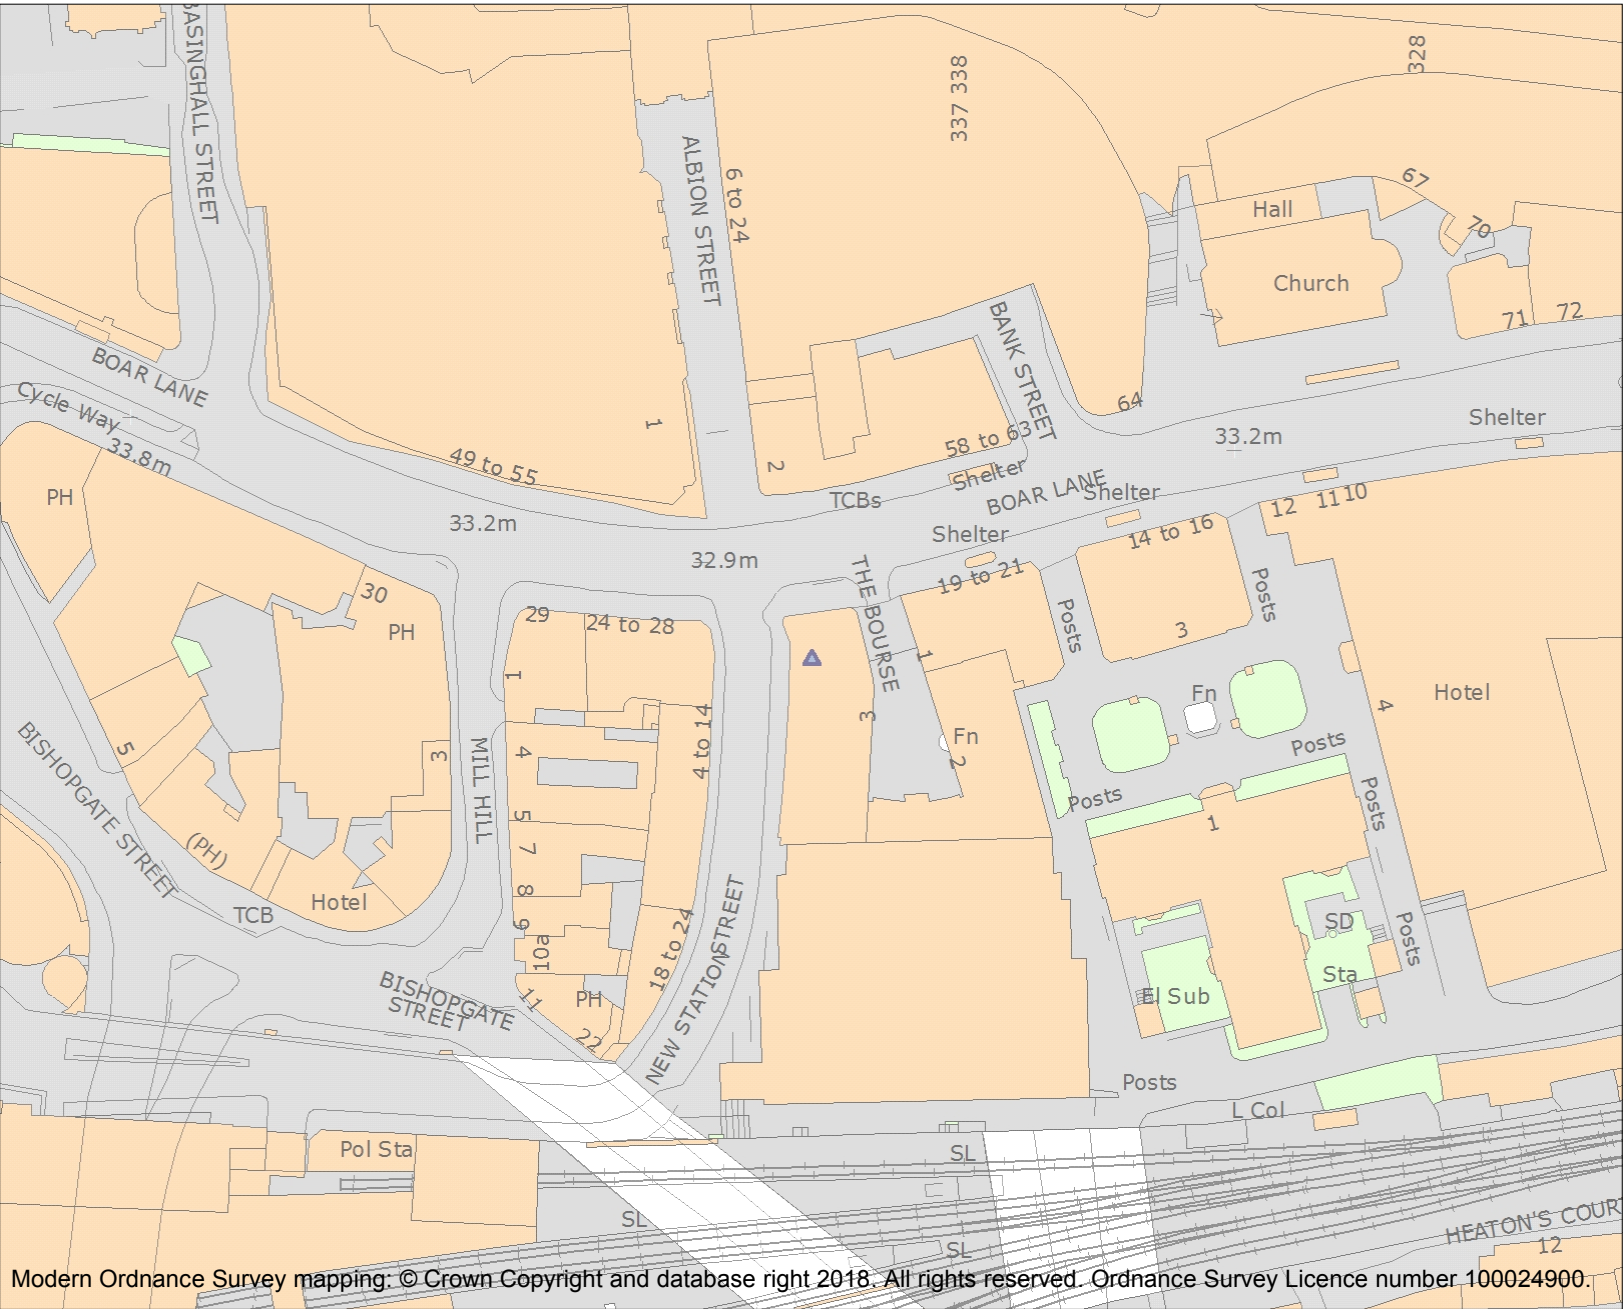 BASINGHALL STREET
337 338
328
ALBION STREET
6 to 24
67
Hall
70
Church
71
72
BOAR LANE
BANK STREET
Cycle Way
33.8m
1
49 to 55
2
58 to 63
64
33.2m
Shelter
Shelter
TCBs
BOAR LANE
Shelter
PH
33.2m
Shelter
14 to 16
12
11
10
32.9m
THE BOURSE
19 to 21
Posts
Posts
30
PH
29
24 to 28
1
1
3
Fn
Hotel
4
3
Fn
2
Posts
4 to 14
BISHOPGATE STREET
5
3
MILL HILL
4
5
7
8
9
10a
11
Posts
1
Posts
(PH)
Hotel
TCB
NEW STATION STREET
18 to 24
SD
Posts
Sta
El Sub
BISHOPGATE
STREET
PH
22
Posts
L Col
Pol Sta
SL
SL
SL
HEATON'S COUR
12
Modern Ordnance Survey mapping: © Crown Copyright and database right 2018. All rights reserved. Ordnance Survey Licence number 100024900.